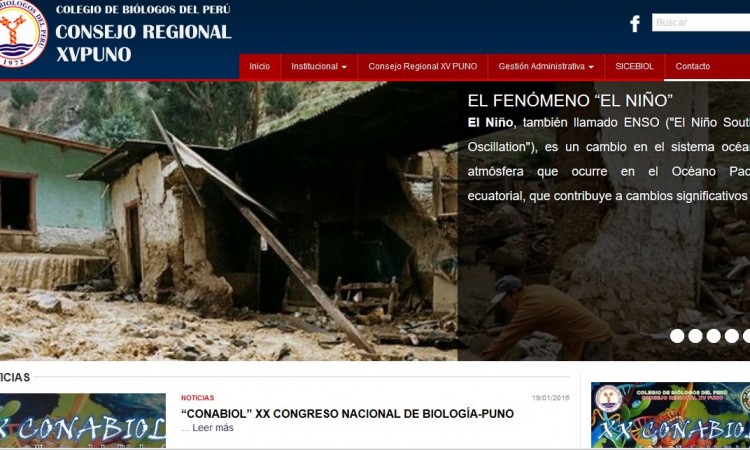 COLEGIO DE BIÓLOGOS DEL PERÚ
CONSEJO REGIONAL
XVPUNO
BIÓLOGOS DEL PERÚ
1972
Buscar
Inicio
Institucional
Consejo Regional XV PUNO
Gestión Administrativa
SICEBIOL
Contacto
EL FENÓMENO “EL NIÑO”
El Niño, también llamado ENSO ("El Niño South
Oscillation"), es un cambio en el sistema océa
atmósfera que ocurre en el Océano Pac
ecuatorial, que contribuye a cambios significativos
ICIAS
NOTICIAS
19/01/2016
“CONABIOL” XX CONGRESO NACIONAL DE BIOLOGÍA-PUNO
... Leer más
XX CONABIOL
COLEGIO DE BIÓLOGOS DEL PERÚ
CONSEJO REGIONAL XV PUNO
XX CONABIOL